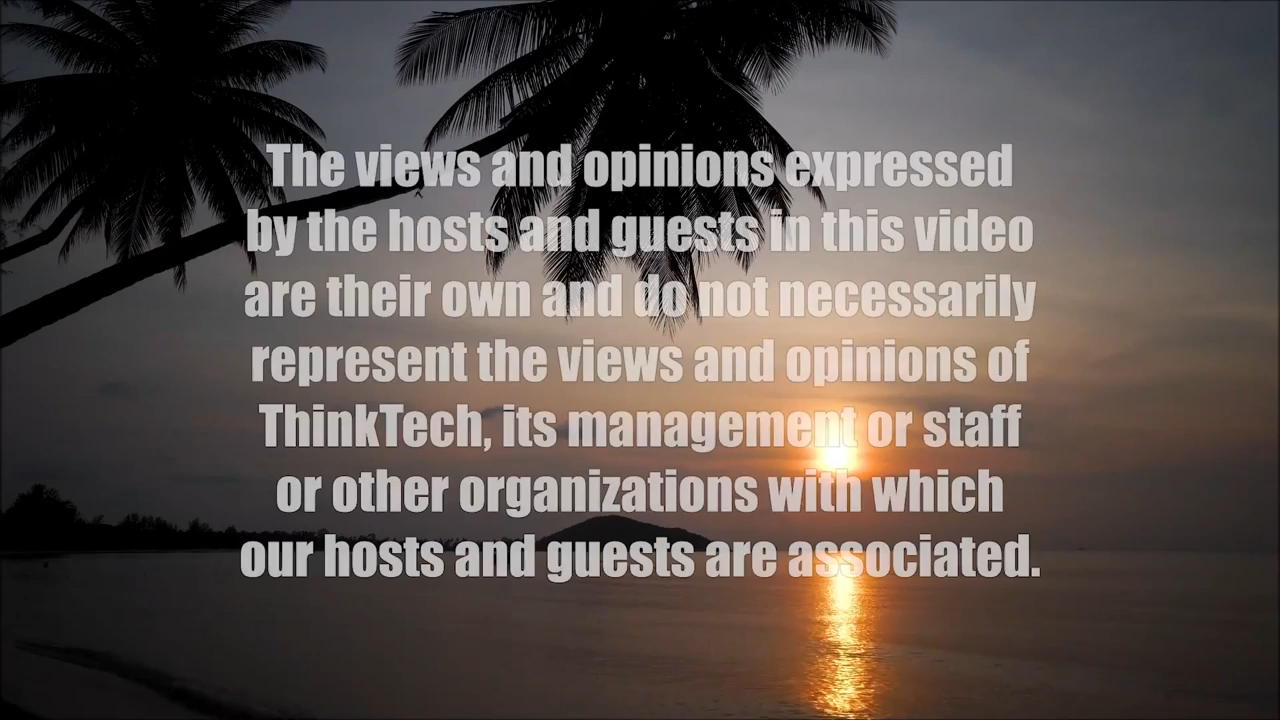 The views and opinions expressed
by the hosts and guests in this video
are their own and do not necessarily
represent the views and opinions of
ThinkTech, its management or staff
or other organizations with which
our hosts and guests are associated.